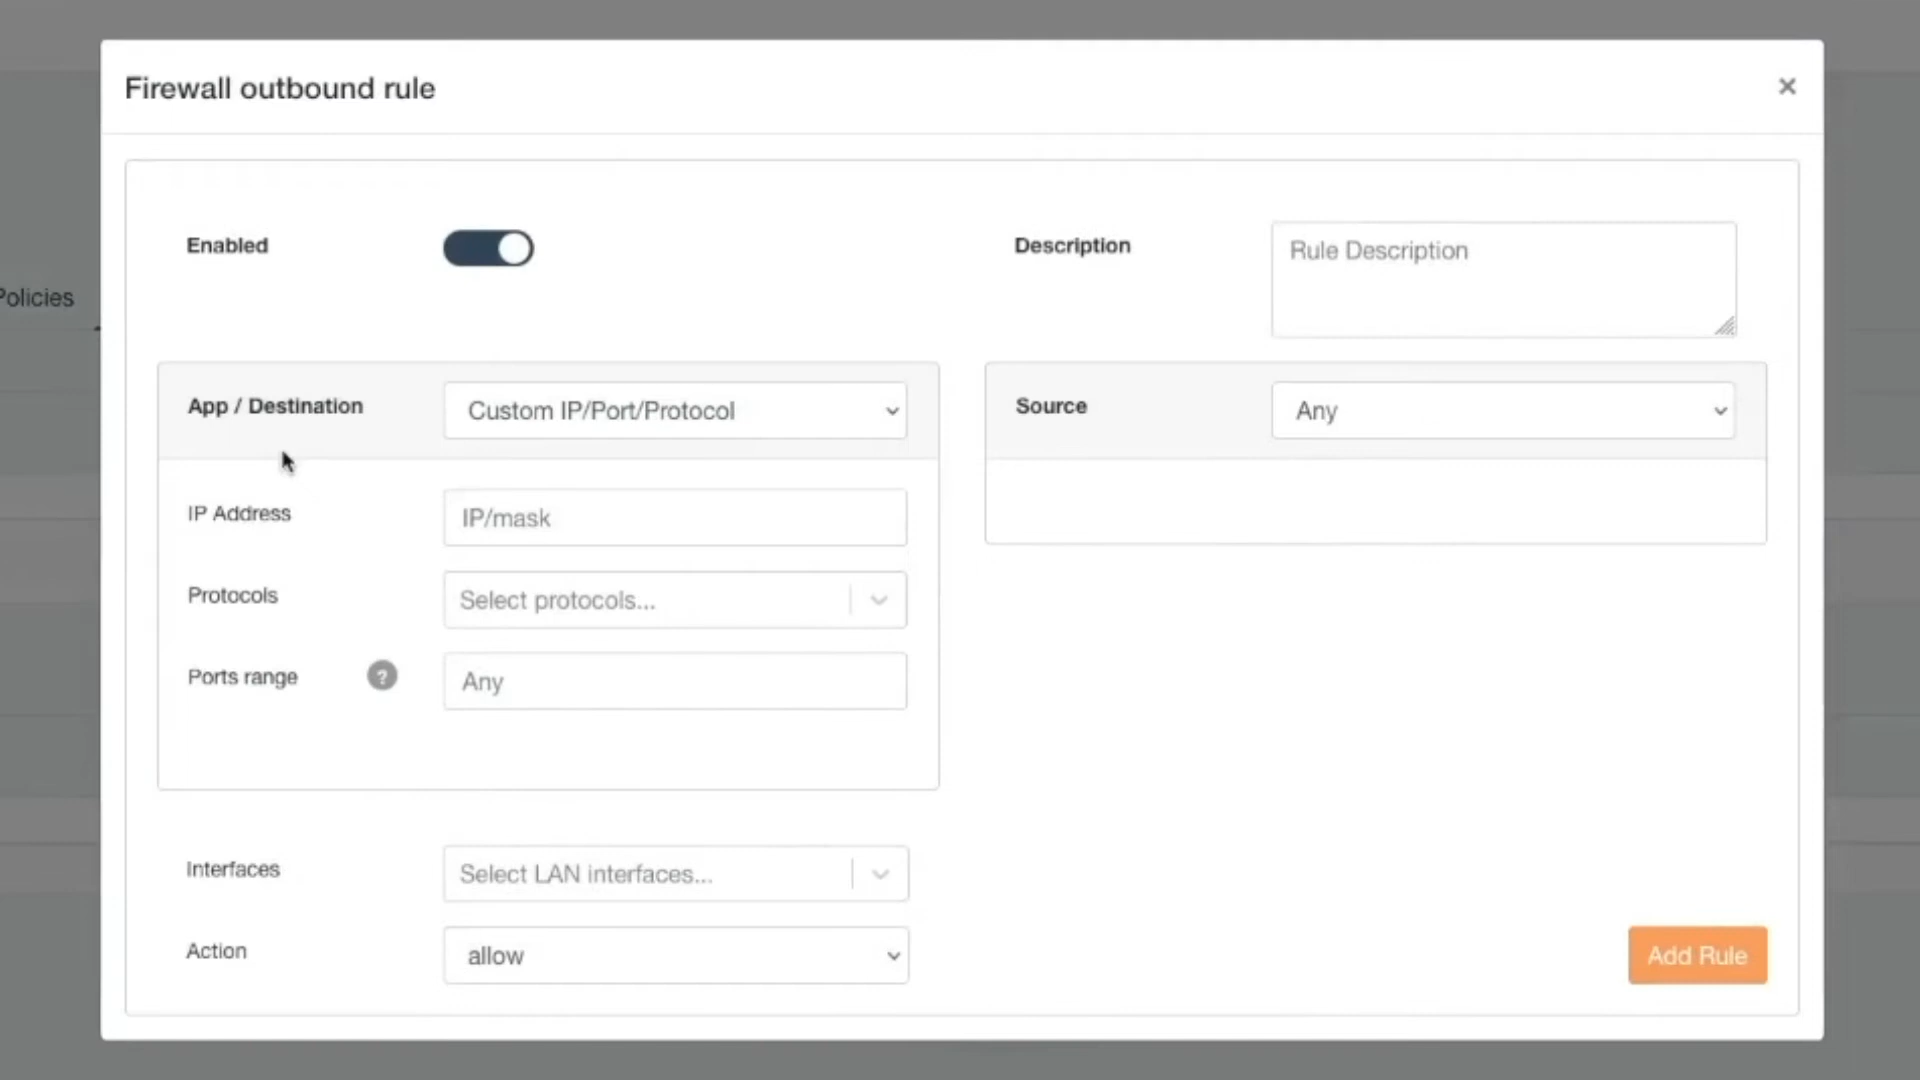 Firewall outbound rule
×
Policies
Enabled
Description
Rule Description
App / Destination
Custom IP/Port/Protocol
Source
Any
IP Address
IP/mask
Protocols
Select protocols...
Ports range
?
Any
Interfaces
Select LAN interfaces...
Action
allow
Add Rule